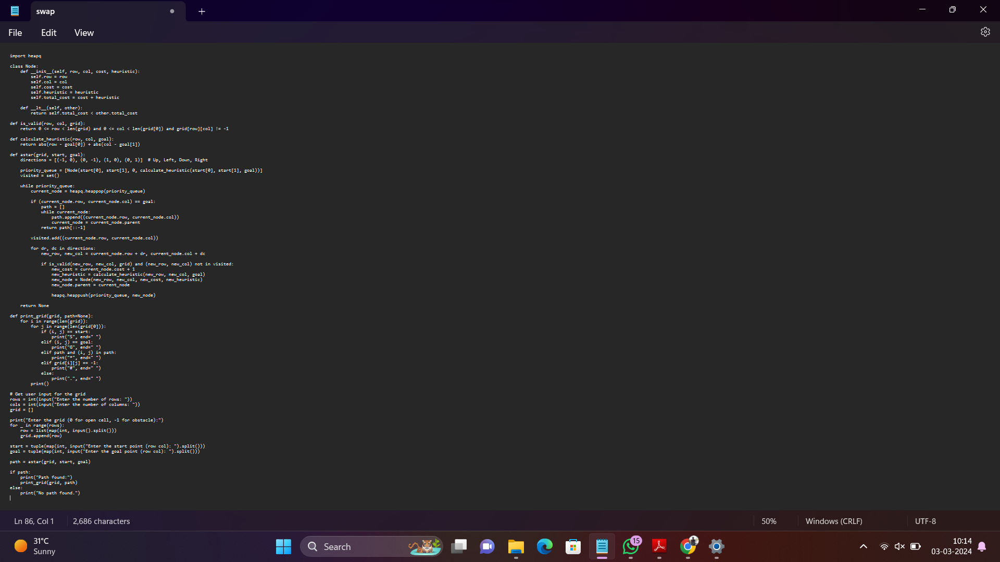 swap
File Edit View
import heapq
class Node:
    def __init__(self, row, col, cost, heuristic):
        self.row = row
        self.col = col
        self.cost = cost
        self.heuristic = heuristic
        self.total_cost = cost + heuristic
    def __lt__(self, other):
        return self.total_cost < other.total_cost
def is_valid(row, col, grid):
    return 0 <= row < len(grid) and 0 <= col < len(grid[0]) and grid[row][col] != -1
def calculate_heuristic(row, col, goal):
    return abs(row - goal[0]) + abs(col - goal[1])
def astar(grid, start, goal):
    directions = [(-1, 0), (0, -1), (1, 0), (0, 1)]  # Up, Left, Down, Right
    priority_queue = [Node(start[0], start[1], 0, calculate_heuristic(start[0], start[1], goal))]
    visited = set()
    while priority_queue:
        current_node = heapq.heappop(priority_queue)
        if (current_node.row, current_node.col) == goal:
            path = []
            while current_node:
                path.append((current_node.row, current_node.col))
                current_node = current_node.parent
            return path[::-1]
        visited.add((current_node.row, current_node.col))
        for dr, dc in directions:
            new_row, new_col = current_node.row + dr, current_node.col + dc
            if is_valid(new_row, new_col, grid) and (new_row, new_col) not in visited:
                new_cost = current_node.cost + 1
                new_heuristic = calculate_heuristic(new_row, new_col, goal)
                new_node = Node(new_row, new_col, new_cost, new_heuristic)
                new_node.parent = current_node
                heapq.heappush(priority_queue, new_node)
    return None
def print_grid(grid, path=None):
    for i in range(len(grid)):
        for j in range(len(grid[0])):
            if (i, j) == start:
                print("S", end=" ")
            elif (i, j) == goal:
                print("G", end=" ")
            elif path and (i, j) in path:
                print("*", end=" ")
            elif grid[i][j] == -1:
                print("#", end=" ")
            else:
                print(".", end=" ")
        print()
# Get user input for the grid
rows = int(input("Enter the number of rows: "))
cols = int(input("Enter the number of columns: "))
grid = []
print("Enter the grid (0 for open cell, -1 for obstacle):")
for _ in range(rows):
    row = list(map(int, input().split()))
    grid.append(row)
start = tuple(map(int, input("Enter the start point (row col): ").split()))
goal = tuple(map(int, input("Enter the goal point (row col): ").split()))
path = astar(grid, start, goal)
if path:
    print("Path found:")
    print_grid(grid, path)
else:
    print("No path found.")
Ln 86, Col 1 2,686 characters 50% Windows (CRLF) UTF-8
31°C
Sunny
Search
15
10:14
03-03-2024